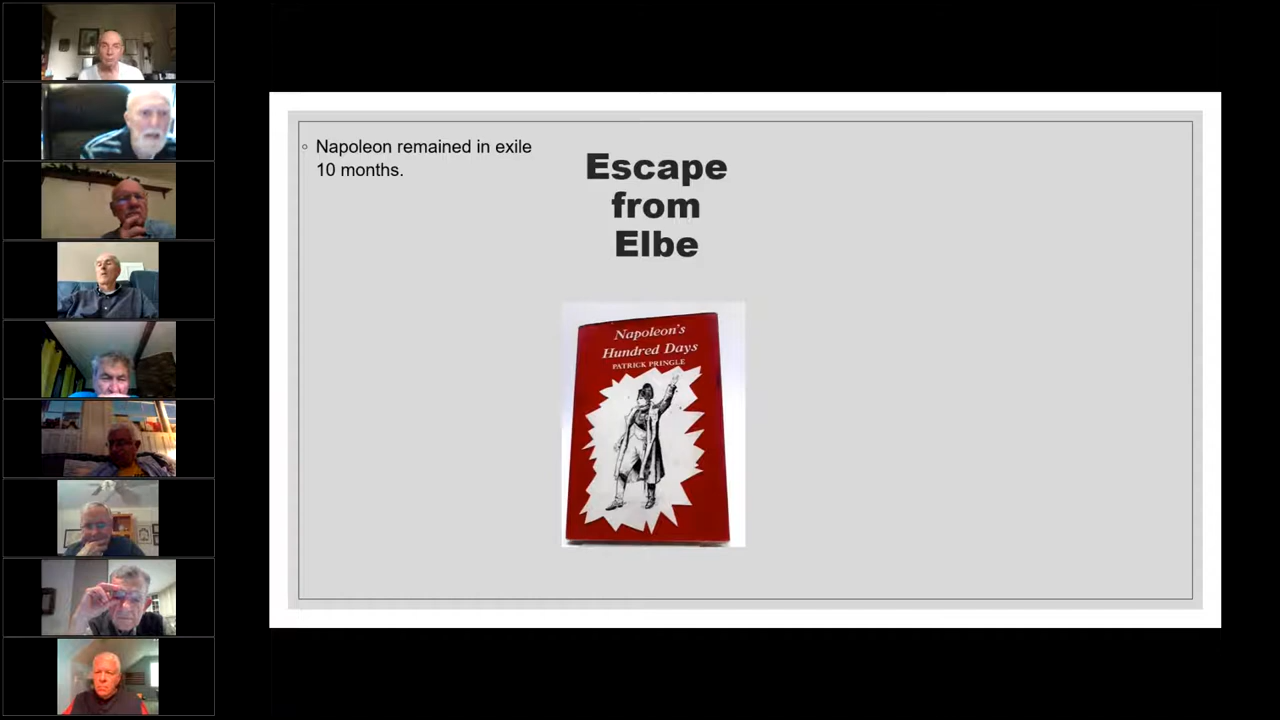 Napoleon remained in exile
10 months.
Escape
from
Elbe
Napoleon's
Hundred Days
PATRICK PRINGLE